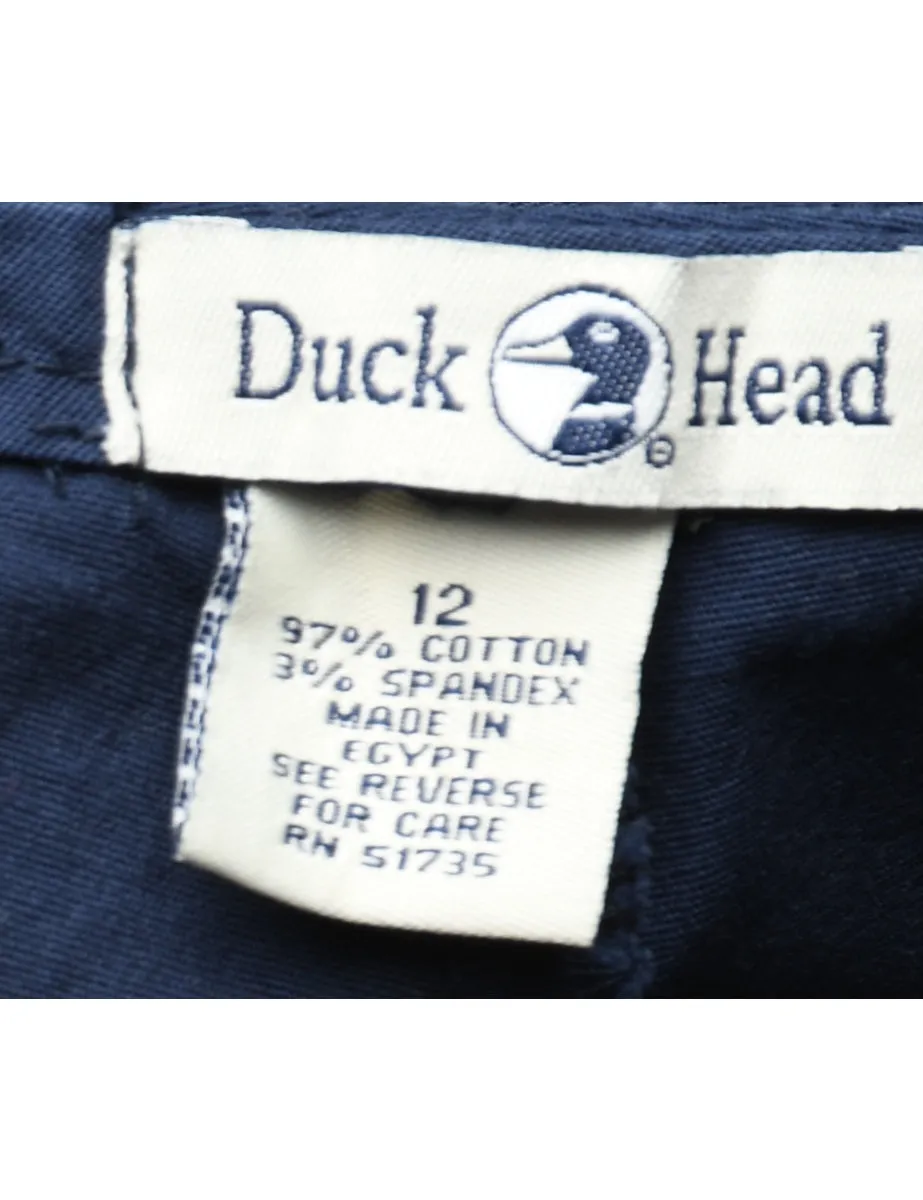 Duck Head
®
12
97% COTTON
3% SPANDEX
MADE IN
EGYPT
SEE REVERSE
FOR CARE
RN 51735